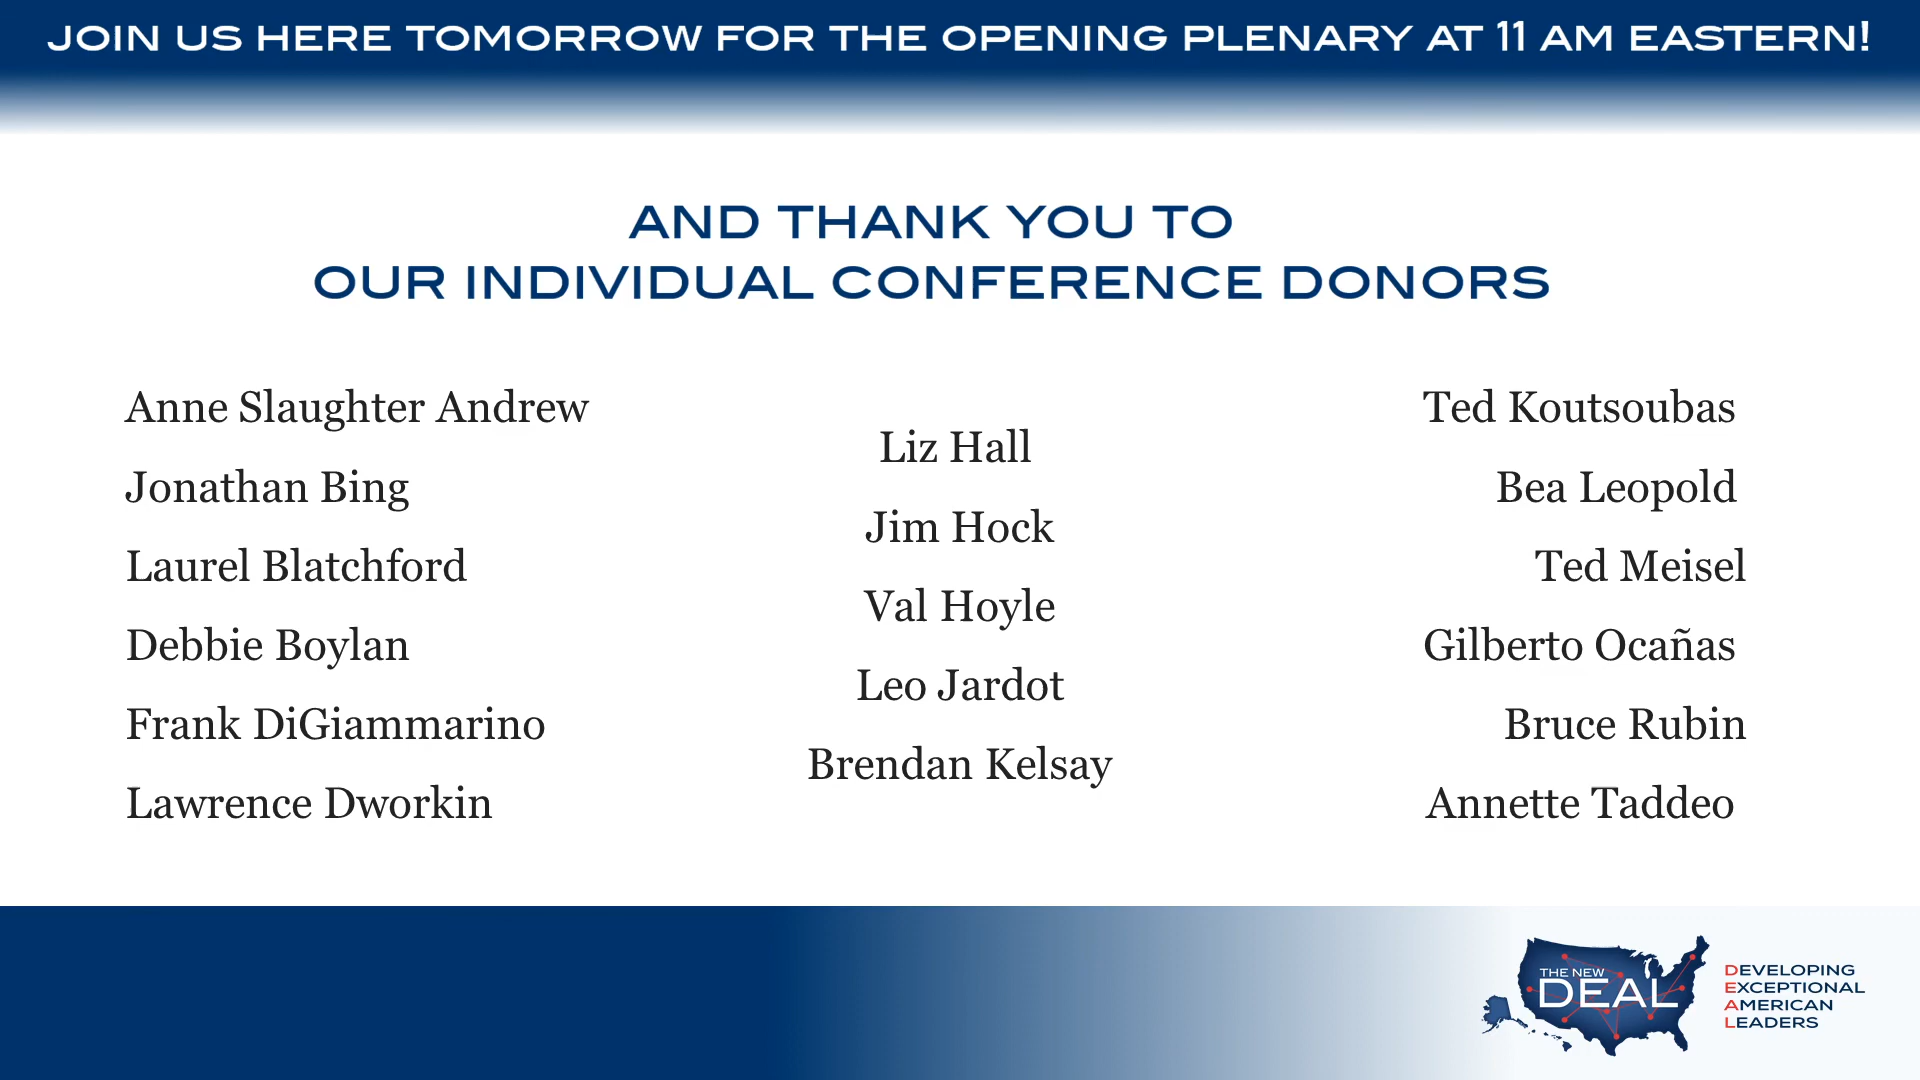 JOIN US HERE TOMORROW FOR THE OPENING PLENARY AT 11 AM EASTERN!
AND THANK YOU TO
OUR INDIVIDUAL CONFERENCE DONORS
Anne Slaughter Andrew
Jonathan Bing
Laurel Blatchford
Debbie Boylan
Frank DiGiammarino
Lawrence Dworkin
Liz Hall
Jim Hock
Val Hoyle
Leo Jardot
Brendan Kelsay
Ted Koutsoubas
Bea Leopold
Ted Meisel
Gilberto Ocañas
Bruce Rubin
Annette Taddeo
THE NEW
DEAL
DEVELOPING
EXCEPTIONAL
AMERICAN
LEADERS